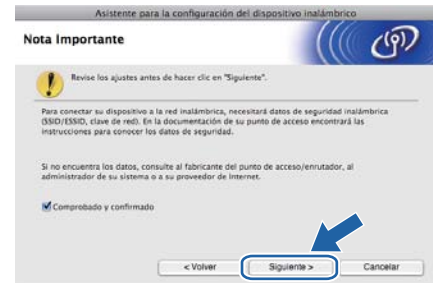 Asistente para la configuración del dispositivo inalámbrico
Nota Importante
Revise los ajustes antes de hacer clic en "Siguiente".
Para conectar su dispositivo a la red inalámbrica, necesitará datos de seguridad inalámbrica
(SSID/ESSID, clave de red). En la documentación de su punto de acceso encontrará las
instrucciones para conocer los datos de seguridad.
Si no encuentra los datos, consulte al fabricante del punto de acceso/enrutador, al
administrador de su sistema o a su proveedor de Internet.
Comprobado y confirmado
< Volver
Siguiente >
Cancelar